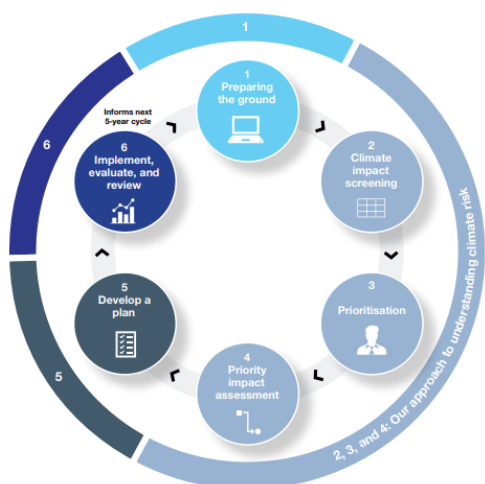 1
1
Preparing
the ground
2
Climate
impact
screening
3
Prioritisation
4
Priority
impact
assessment
5
Develop a
plan
Informs next
5-year cycle
6
Implement,
evaluate, and
review
2, 3, and 4: Our approach to understanding climate risk
5
6